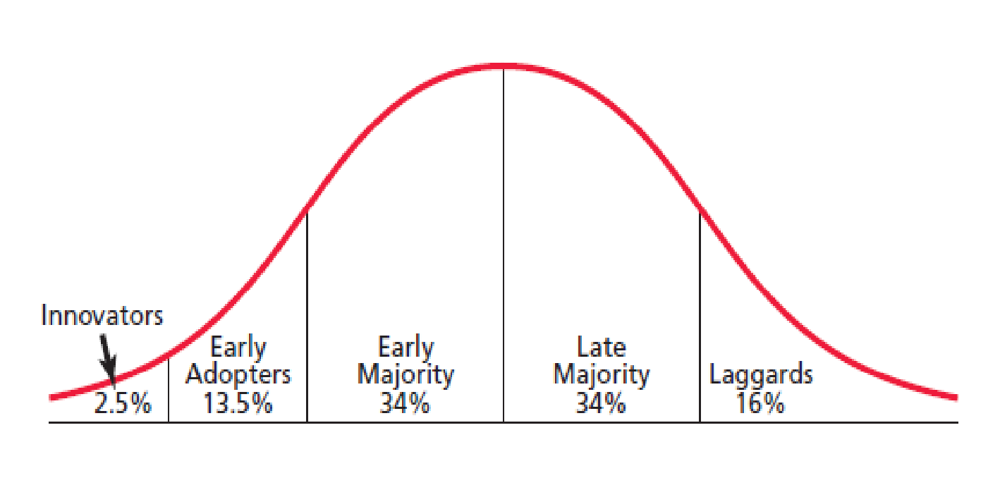 Innovators
2.5%
Early
Adopters
13.5%
Early
Majority
34%
Late
Majority
34%
Laggards
16%